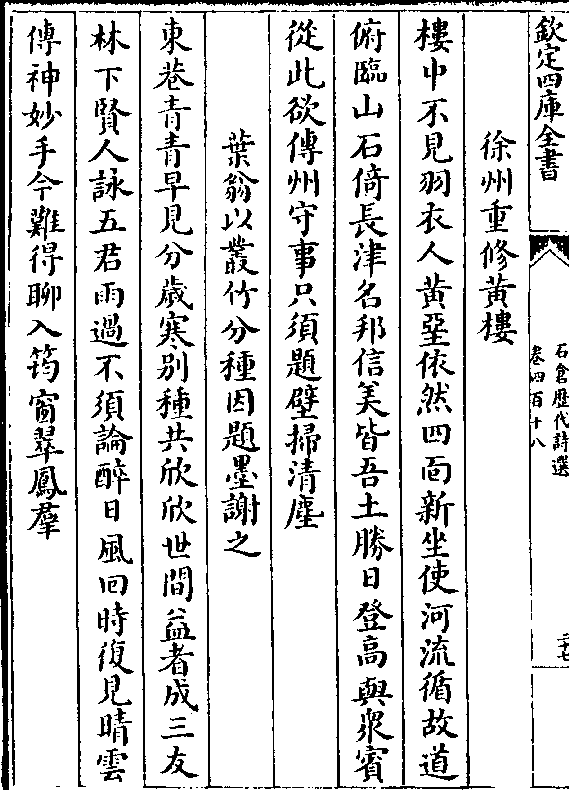 欽定四庫全書
石倉歷代詩選
卷四百十八
二十七
徐州重修黃樓
樓中不見羽衣人黃堊依然四面新坐使河流循故道
俯臨山石倚長津名邦信美皆吾土勝日登高與衆賓
從此欲傳州守事只須題壁掃清塵
葉翁以叢竹分種因題墨謝之
東巷青青早見分歳寒別種共欣欣世間益者成三友
林下賢人詠五君雨過不須論醉日風回時復見晴雲
傳神妙手今難得聊入筠窗翠鳳羣